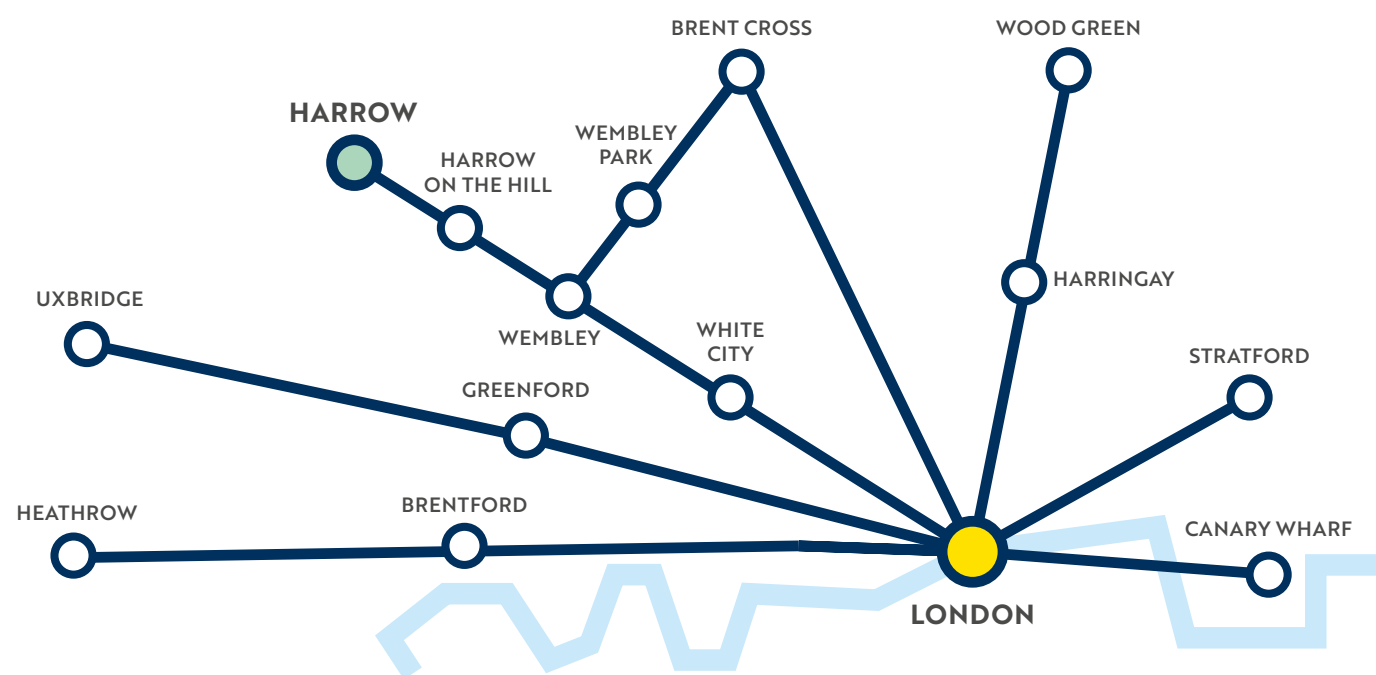 BRENT CROSS
WOOD GREEN
HARROW
WEMBLEY
PARK
HARROW
ON THE HILL
HARRINGAY
UXBRIDGE
WEMBLEY
WHITE
CITY
STRATFORD
GREENFORD
HEATHROW
BRENTFORD
CANARY WHARF
LONDON